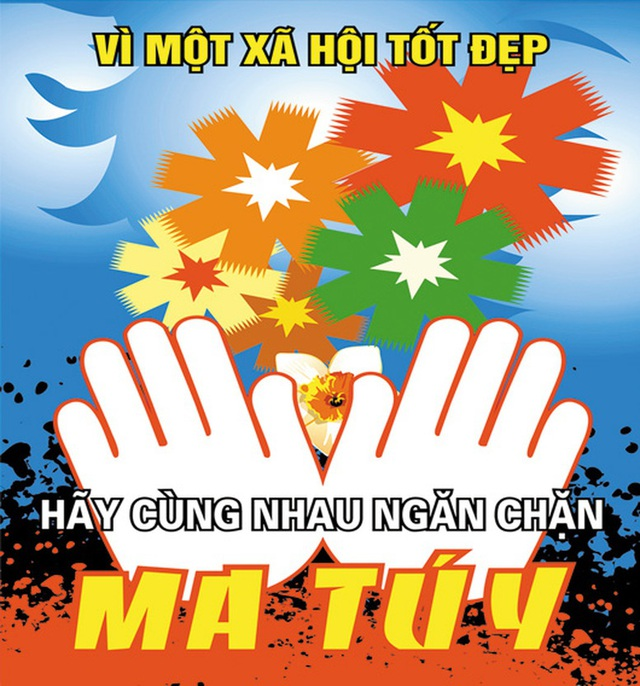 VÌ MỘT XÃ HỘI TỐT ĐẸP
HÃY CÙNG NHAU NGĂN CHẶN
MA TÚY